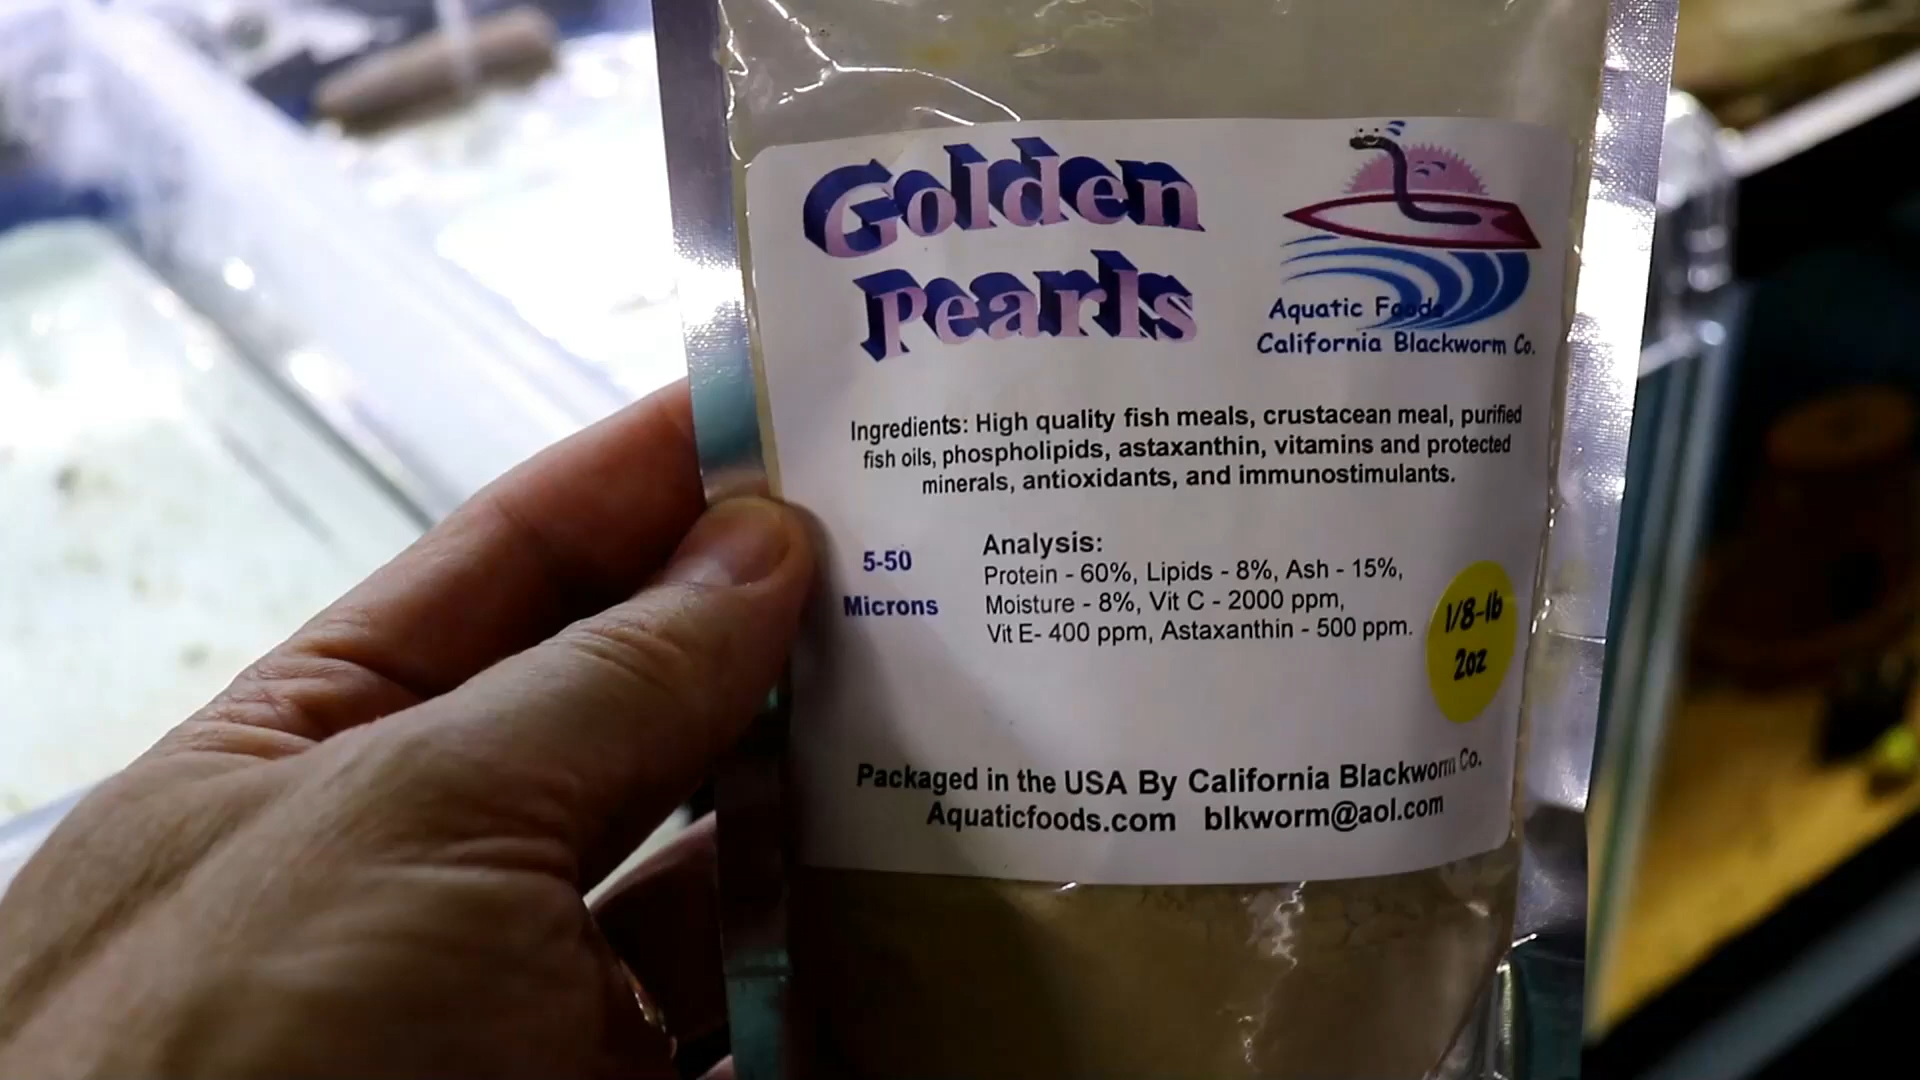 Golden
Pearls
Aquatic Foods
California Blackworm Co.
Ingredients: High quality fish meals, crustacean meal, purified
fish oils, phospholipids, astaxanthin, vitamins and protected
minerals, antioxidants, and immunostimulants.
5-50
Microns
Analysis:
Protein - 60%, Lipids - 8%, Ash - 15%,
Moisture - 8%, Vit C - 2000 ppm,
Vit E- 400 ppm, Astaxanthin - 500 ppm.
1/8-lb
2oz
Packaged in the USA By California Blackworm Co.
Aquaticfoods.com blkworm@aol.com